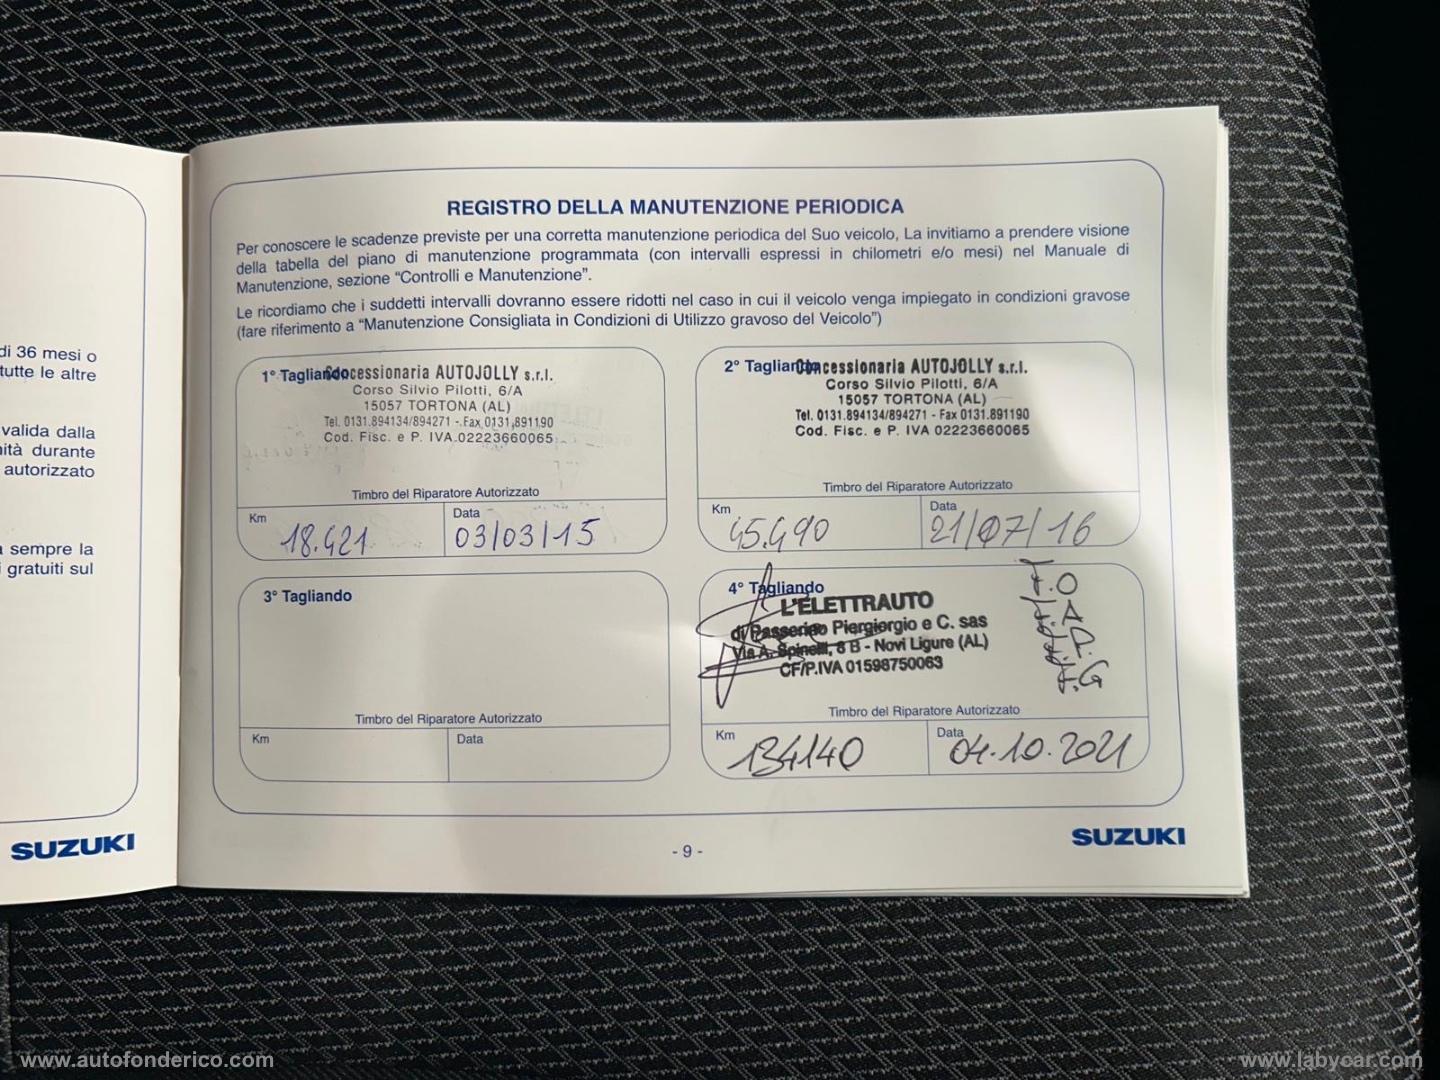 di 36 mesi o
tutte le altre
valida dalla
nità durante
autorizzato
sempre la
gratuiti sul
SUZUKI
REGISTRO DELLA MANUTENZIONE PERIODICA
Per conoscere le scadenze previste per una corretta manutenzione periodica del Suo veicolo, La invitiamo a prendere visione
della tabella del piano di manutenzione programmata (con intervalli espressi in chilometri e/o mesi) nel Manuale di
Manutenzione, sezione “Controlli e Manutenzione”.
Le ricordiamo che i suddetti intervalli dovranno essere ridotti nel caso in cui il veicolo venga impiegato in condizioni gravose
(fare riferimento a “Manutenzione Consigliata in Condizioni di Utilizzo gravoso del Veicolo”)
1° Tagliando
Concessionaria AUTOJOLLY s.r.l.
Corso Silvio Pilotti, 6/A
15057 TORTONA (AL)
Tel. 0131.894134/894271 - Fax 0131.891190
Cod. Fisc. e P. IVA 02223660065
Timbro del Riparatore Autorizzato
Km 18.421
Data 03/03/15
2° Tagliando
Concessionaria AUTOJOLLY s.r.l.
Corso Silvio Pilotti, 6/A
15057 TORTONA (AL)
Tel. 0131.894134/894271 - Fax 0131.891190
Cod. Fisc. e P. IVA 02223660065
Timbro del Riparatore Autorizzato
Km 45.490
Data 21/07/16
3° Tagliando
Timbro del Riparatore Autorizzato
Km
Data
4° Tagliando
L'ELETTRAUTO
di Passerino Piergiorgio e C. sas
Via A. Spinelli, 8 B - Novi Ligure (AL)
CF/P.IVA 01598750063
Timbro del Riparatore Autorizzato
Km 134140
Data 04.10.2021
- 9 -
SUZUKI
www.autofonderico.com
www.labycar.com